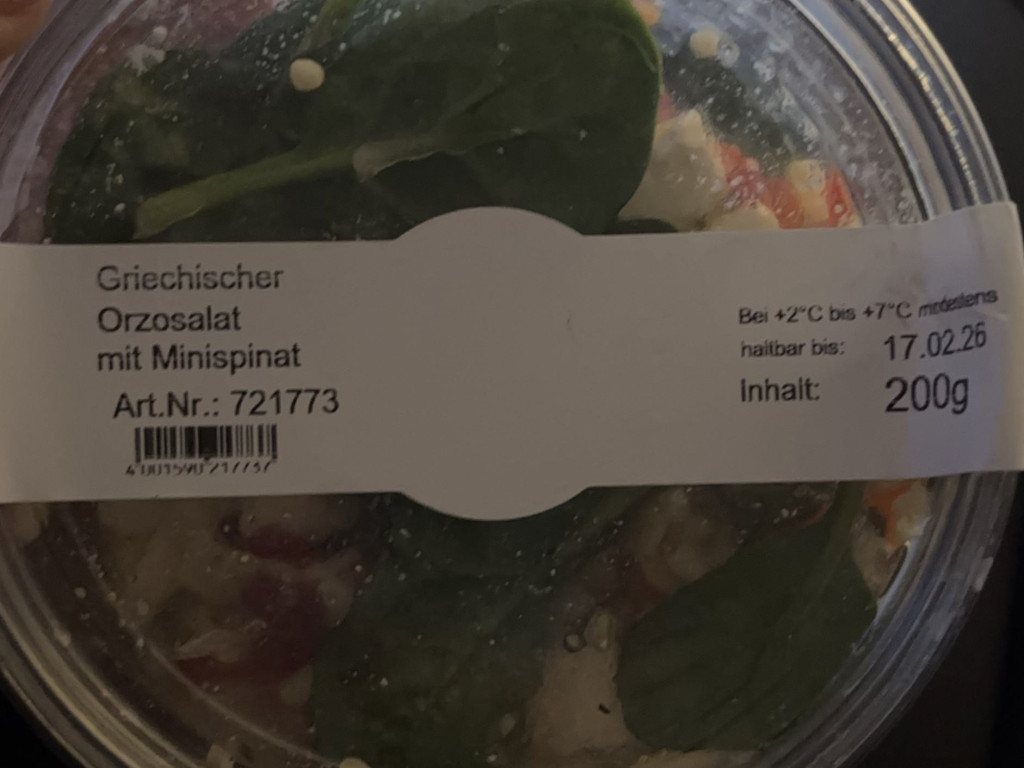 Griechischer
Orzosalat
mit Minispinat
Art.Nr.: 721773
Bei +2°C bis +7°C mindestens
haltbar bis: 17.02.26
Inhalt: 200g